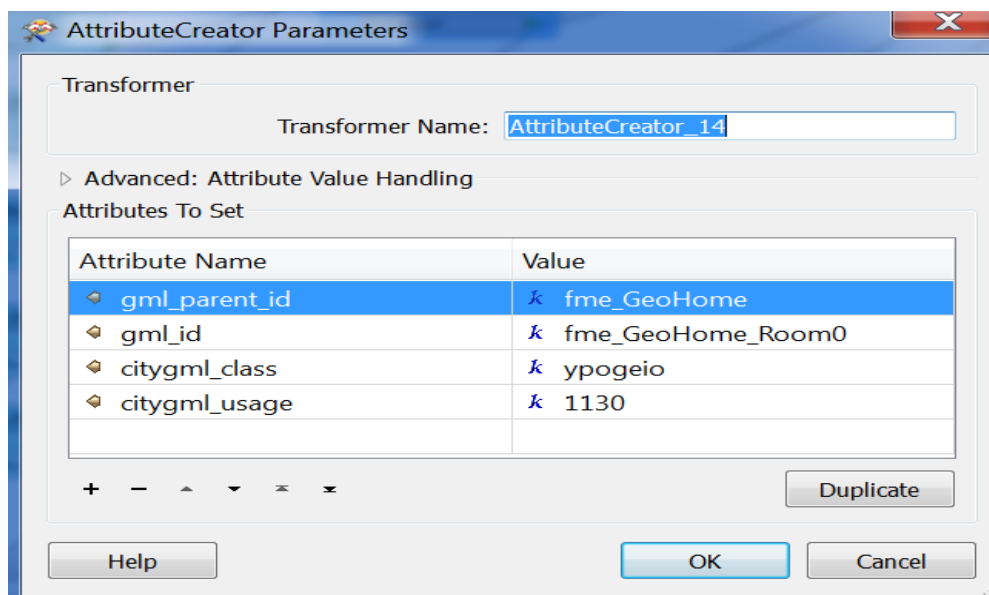 AttributeCreator Parameters
Transformer
Transformer Name: AttributeCreator_14
Advanced: Attribute Value Handling
Attributes To Set
Attribute Name Value
gml_parent_id k fme_GeoHome
gml_id k fme_GeoHome_Room0
citygml_class k ypogeio
citygml_usage k 1130
Duplicate
Help OK Cancel